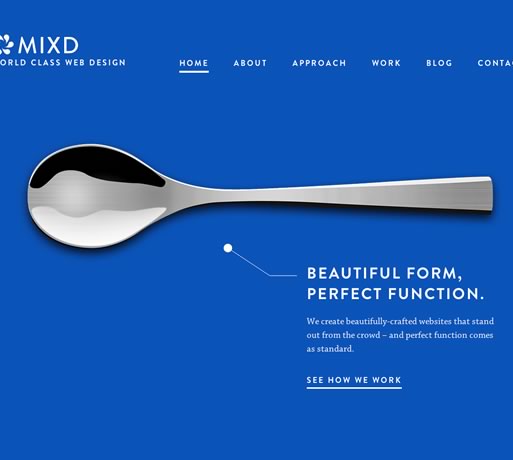 MIXD
ORLD CLASS WEB DESIGN
HOME ABOUT APPROACH WORK BLOG CONTA
BEAUTIFUL FORM,
PERFECT FUNCTION.
We create beautifully-crafted websites that stand
out from the crowd – and perfect function comes
as standard.
SEE HOW WE WORK